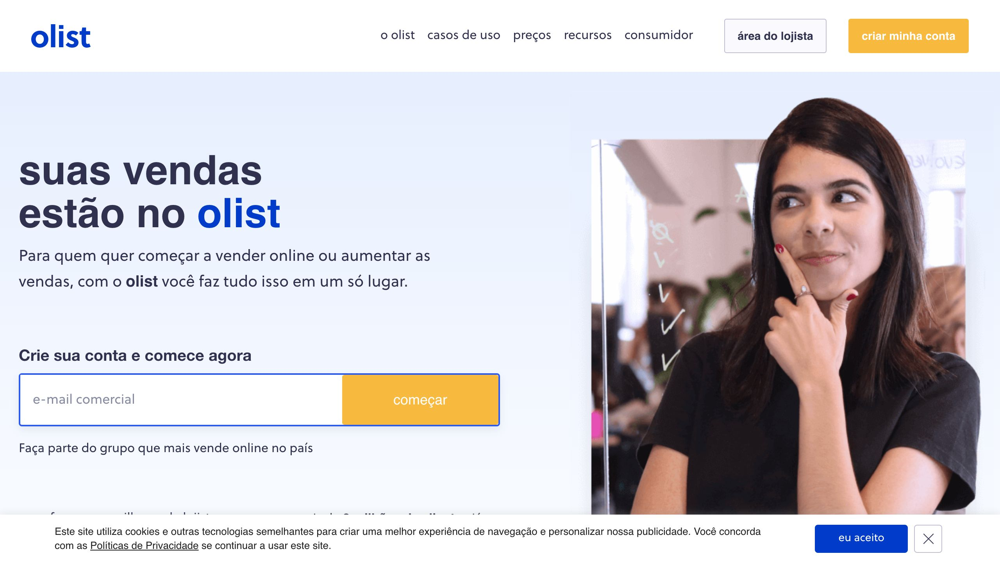 olist
o olist casos de uso preços recursos consumidor área do lojista criar minha conta
suas vendas
estão no olist
Para quem quer começar a vender online ou aumentar as
vendas, com o olist você faz tudo isso em um só lugar.
Crie sua conta e comece agora
e-mail comercial começar
Faça parte do grupo que mais vende online no país
Este site utiliza cookies e outras tecnologias semelhantes para criar uma melhor experiência de navegação e personalizar nossa publicidade. Você concorda
com as Políticas de Privacidade se continuar a usar este site.
eu aceito